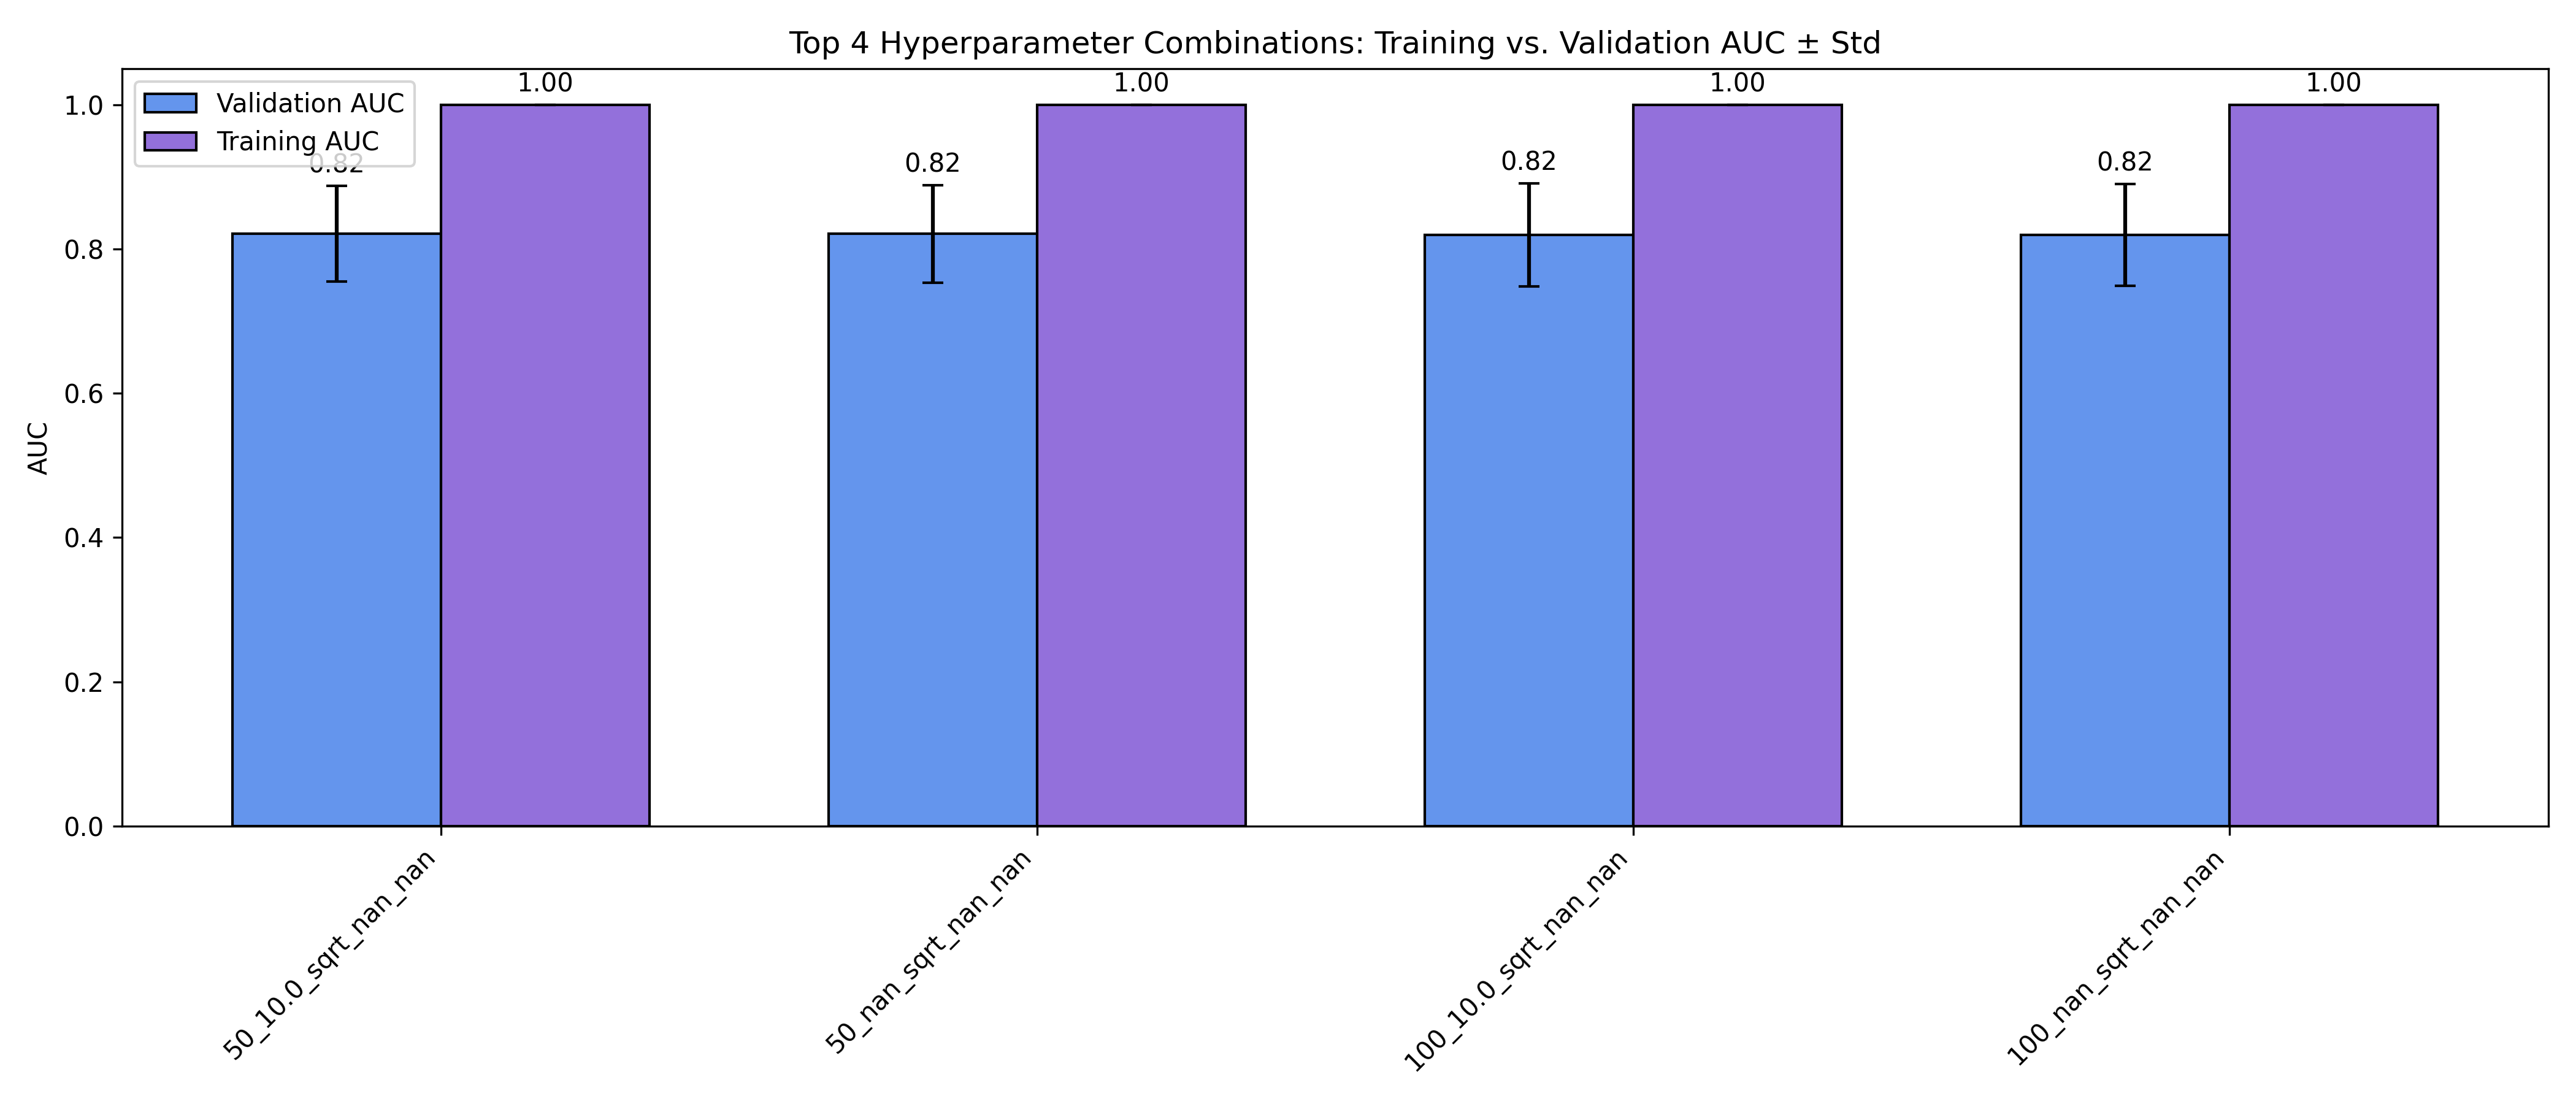 Top 4 Hyperparameter Combinations: Training vs. Validation AUC ± Std
Validation AUC
Training AUC
1.00
1.00
1.00
1.00
0.82
0.82
0.82
0.82
AUC
1.0
0.8
0.6
0.4
0.2
0.0
50_10.0_sqrt_nan_nan
50_nan_sqrt_nan_nan
100_10.0_sqrt_nan_nan
100_nan_sqrt_nan_nan